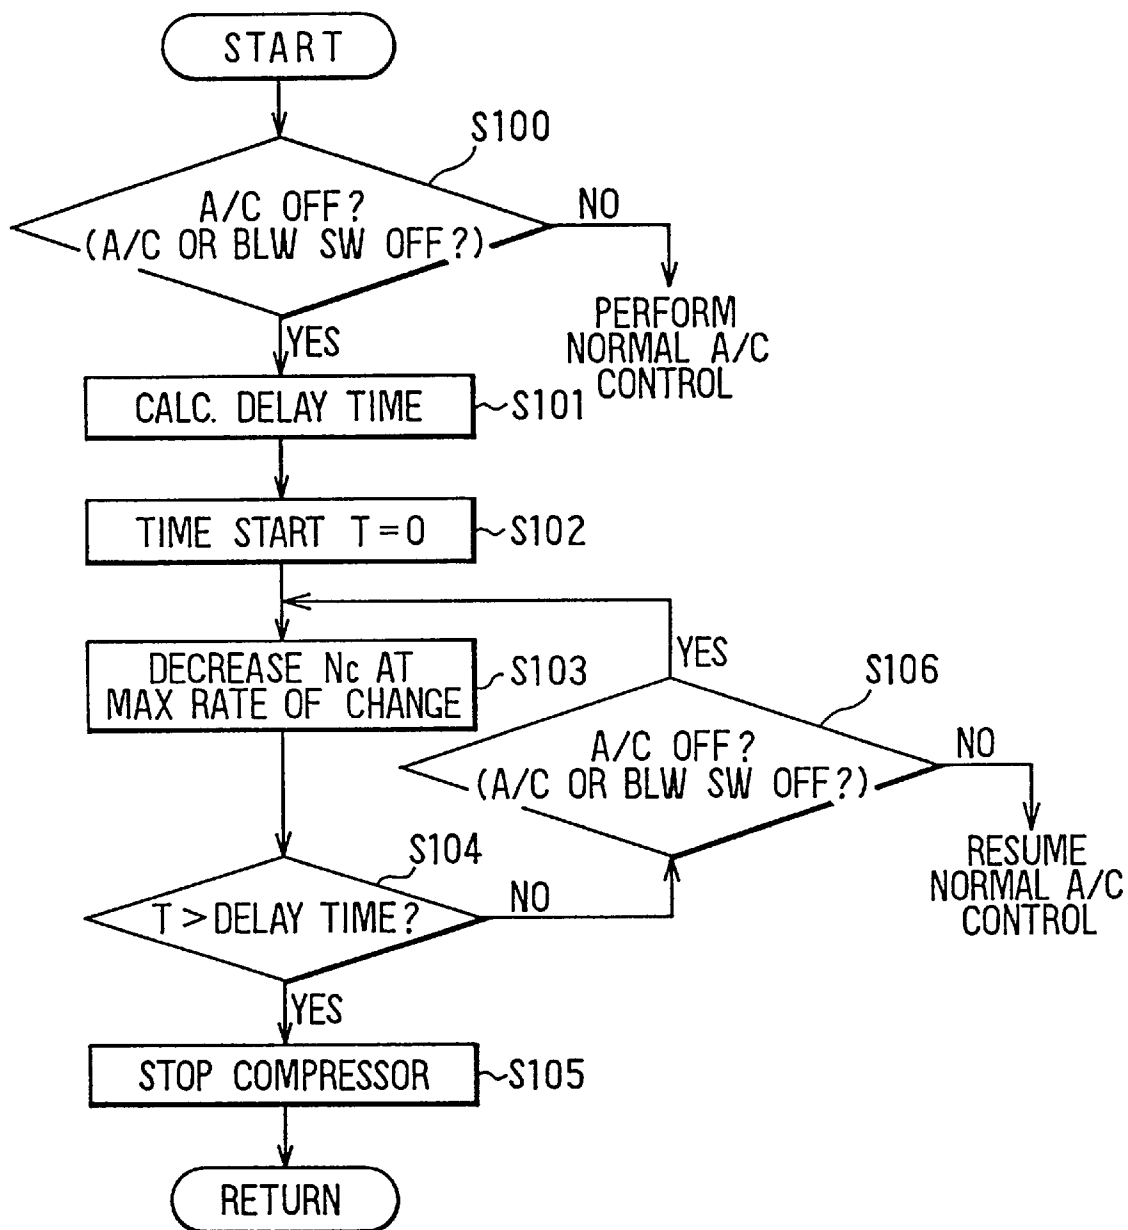 START
S100
A/C OFF?
(A/C OR BLW SW OFF?)
NO
PERFORM
NORMAL A/C
CONTROL
YES
CALC. DELAY TIME
S101
TIME START T=0
S102
DECREASE Nc AT
MAX RATE OF CHANGE
S103
YES
S106
A/C OFF?
(A/C OR BLW SW OFF?)
NO
RESUME
NORMAL A/C
CONTROL
S104
T > DELAY TIME?
NO
YES
STOP COMPRESSOR
S105
RETURN